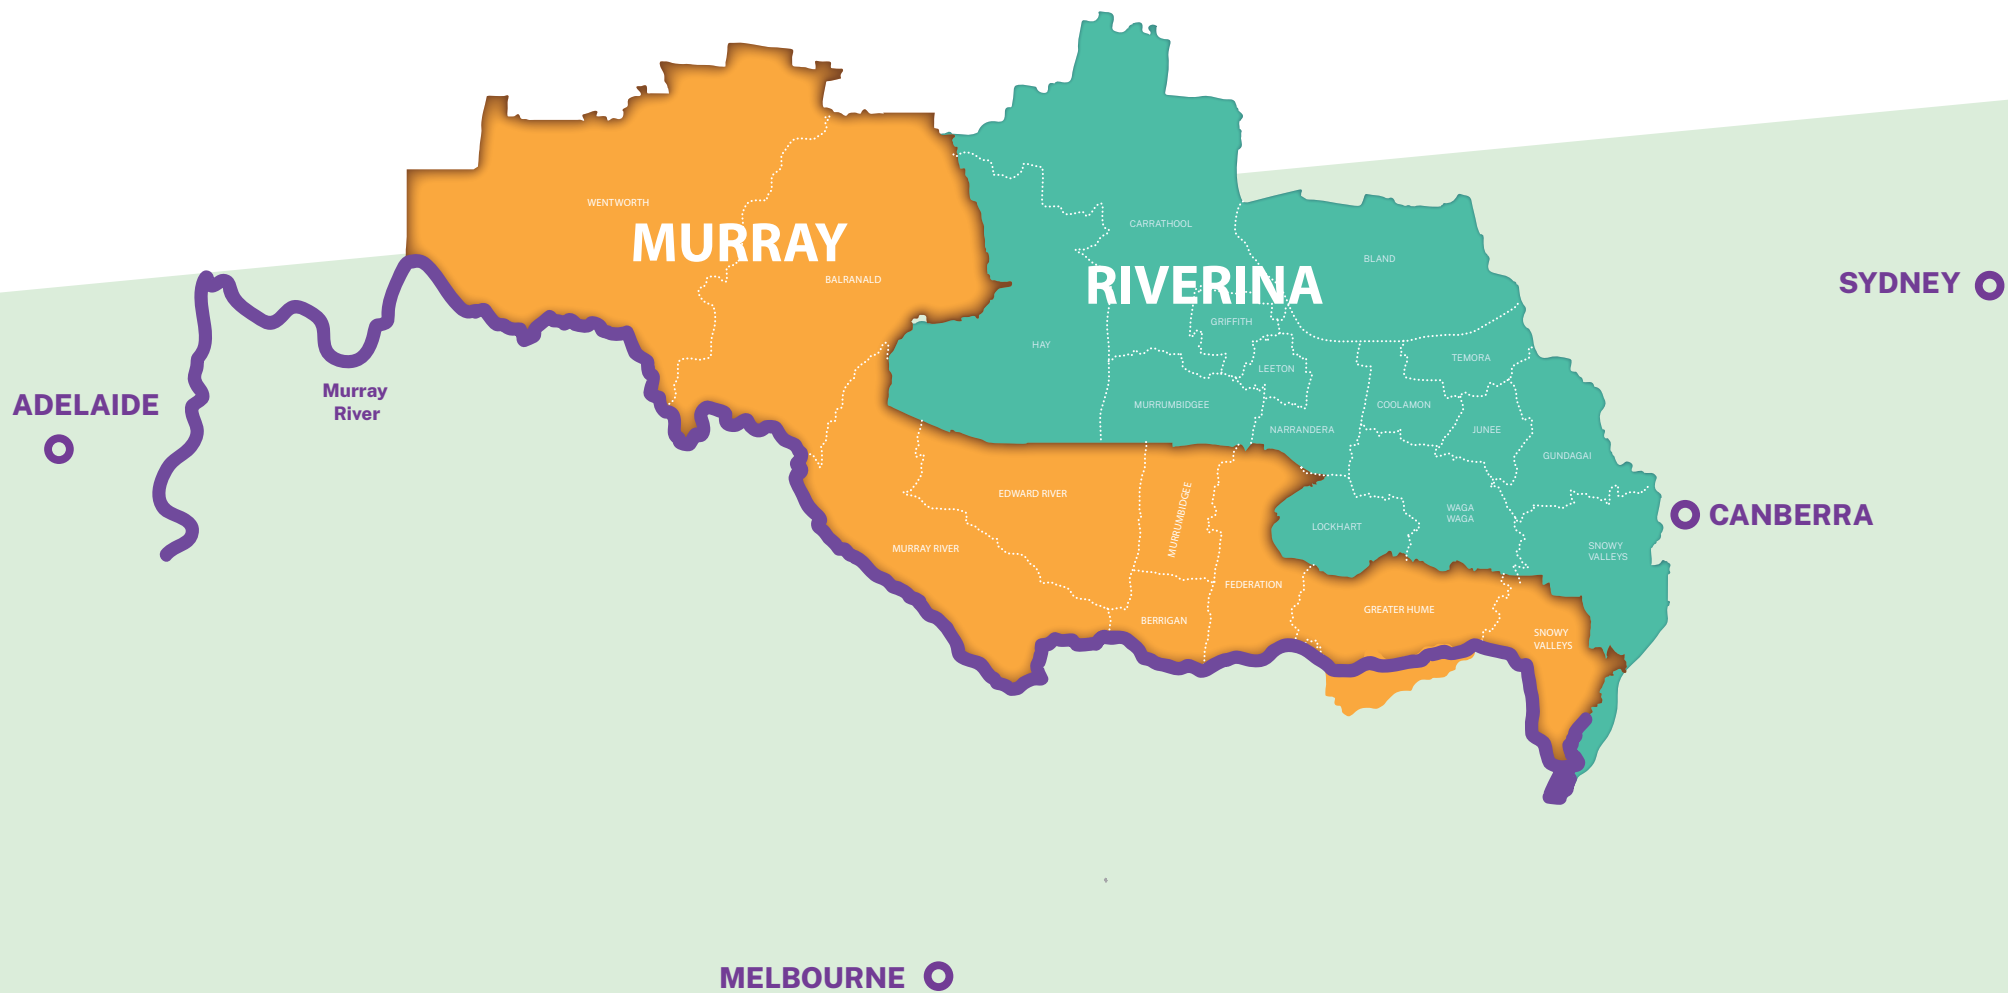 WENTWORTH
MURRAY
BALRANALD
CARRATHOOL
RIVERINA
BLAND
SYDNEY
GRIFFITH
HAY
TEMORA
LEETON
ADELAIDE
Murray
River
MURRUMBIDGEE
COOLAMON
NARRANDERA
JUNEE
GUNDAGAI
EDWARD RIVER
MURRUMBIDGEE
LOCKHART
WAGA
WAGA
CANBERRA
MURRAY RIVER
SNOWY
VALLEYS
FEDERATION
BERRIGAN
GREATER HUME
SNOWY
VALLEYS
MELBOURNE